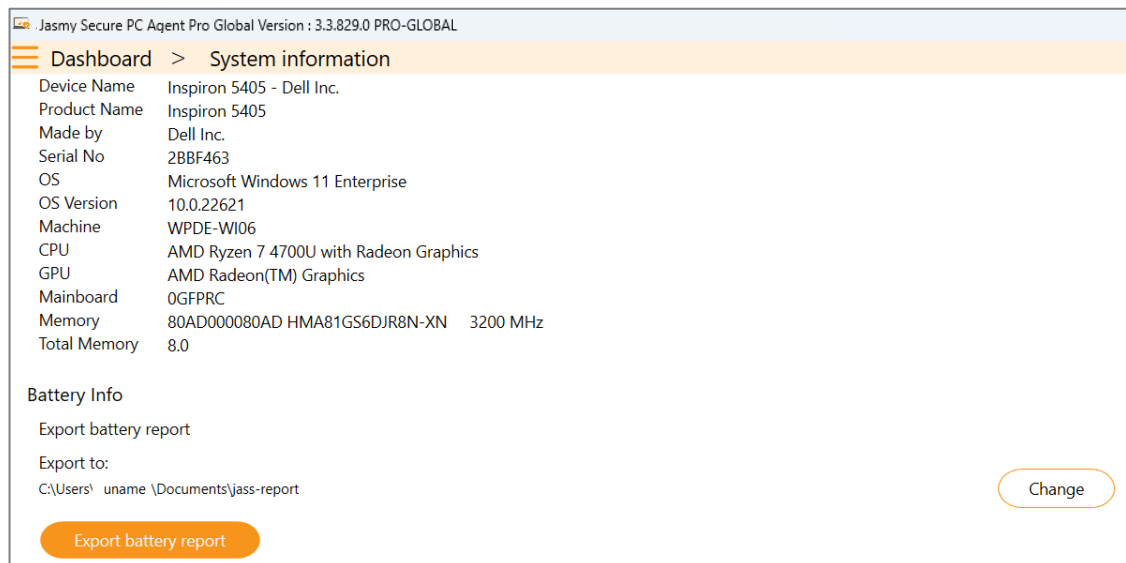 Jasmy Secure PC Agent Pro Global Version : 3.3.829.0 PRO-GLOBAL
Dashboard > System information
Device Name Inspiron 5405 - Dell Inc.
Product Name Inspiron 5405
Made by Dell Inc.
Serial No 2BBF463
OS Microsoft Windows 11 Enterprise
OS Version 10.0.22621
Machine WPDE-WI06
CPU AMD Ryzen 7 4700U with Radeon Graphics
GPU AMD Radeon(TM) Graphics
Mainboard 0GFPRC
Memory 80AD000080AD HMA81GS6DJR8N-XN 3200 MHz
Total Memory 8.0
Battery Info
Export battery report
Export to:
C:\Users\ uname \Documents\jass-report
Change
Export battery report